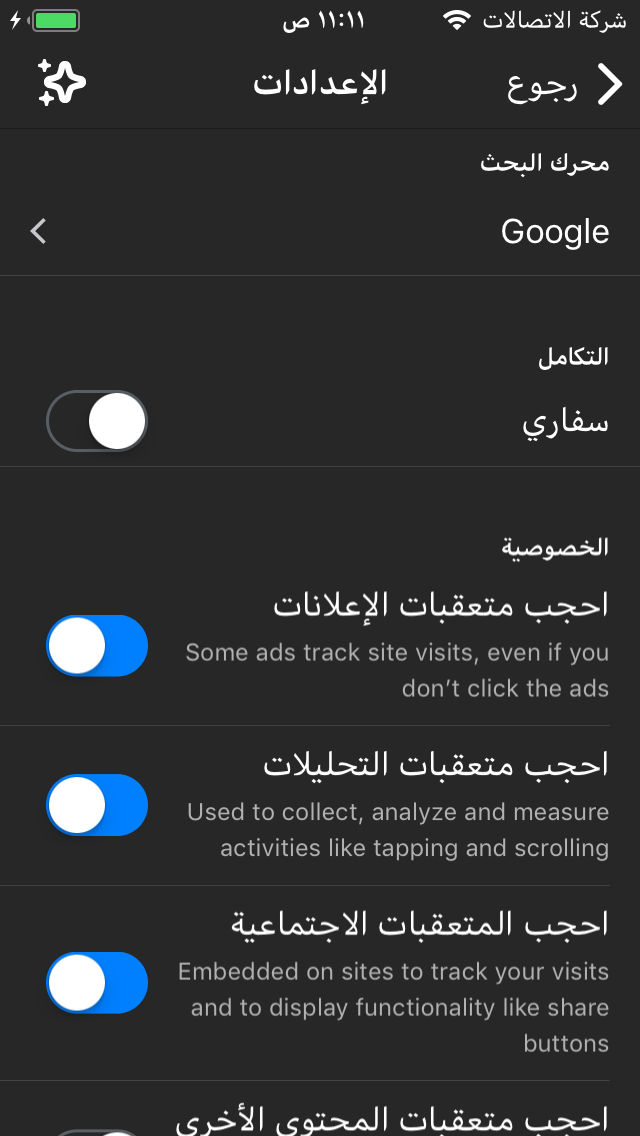 شركة الاتصالات ١١:١١ ص
رجوع الإعدادات
محرك البحث
Google
التكامل
سفاري
الخصوصية
احجب متعقبات الإعلانات
Some ads track site visits, even if you
don’t click the ads
احجب متعقبات التحليلات
Used to collect, analyze and measure
activities like tapping and scrolling
احجب المتعقبات الاجتماعية
Embedded on sites to track your visits
and to display functionality like share
buttons
احجب متعقبات المحتوى الأخرى